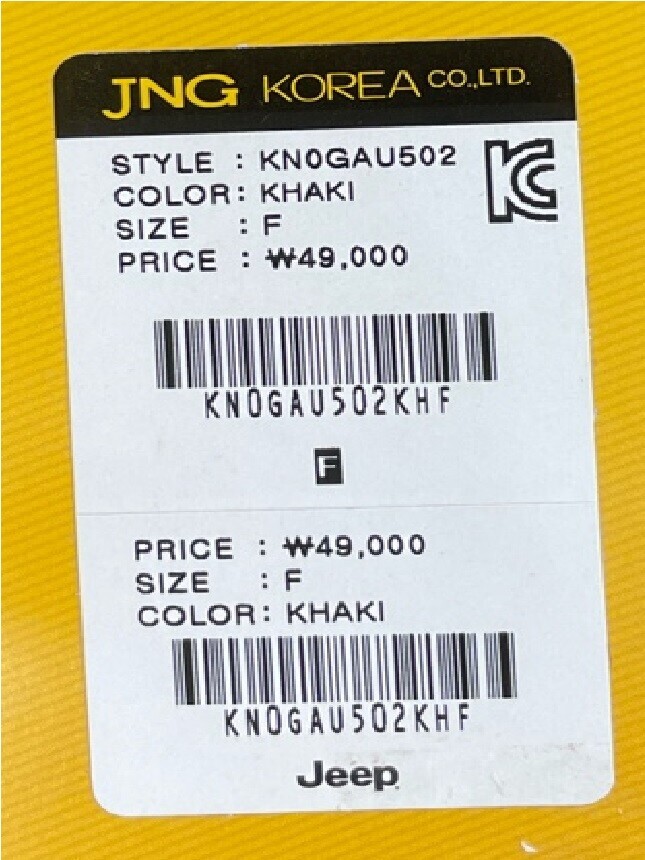 JNG KOREA CO.,LTD.
STYLE : KN0GAU502
COLOR: KHAKI
SIZE : F
PRICE : ₩49,000
KN0GAU502KHF
F
PRICE : ₩49,000
SIZE : F
COLOR: KHAKI
KN0GAU502KHF
Jeep